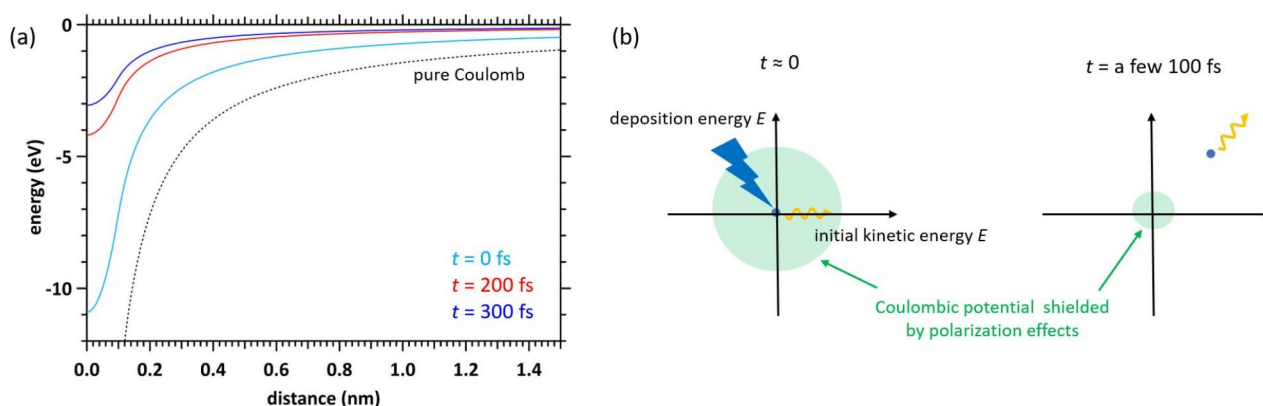 (a)
0
-5
-10
energy (eV)
pure Coulomb
t = 0 fs
t = 200 fs
t = 300 fs
0.0 0.2 0.4 0.6 0.8 1.0 1.2 1.4
distance (nm)
(b)
t ≈ 0
deposition energy E
initial kinetic energy E
t = a few 100 fs
Coulombic potential shielded
by polarization effects